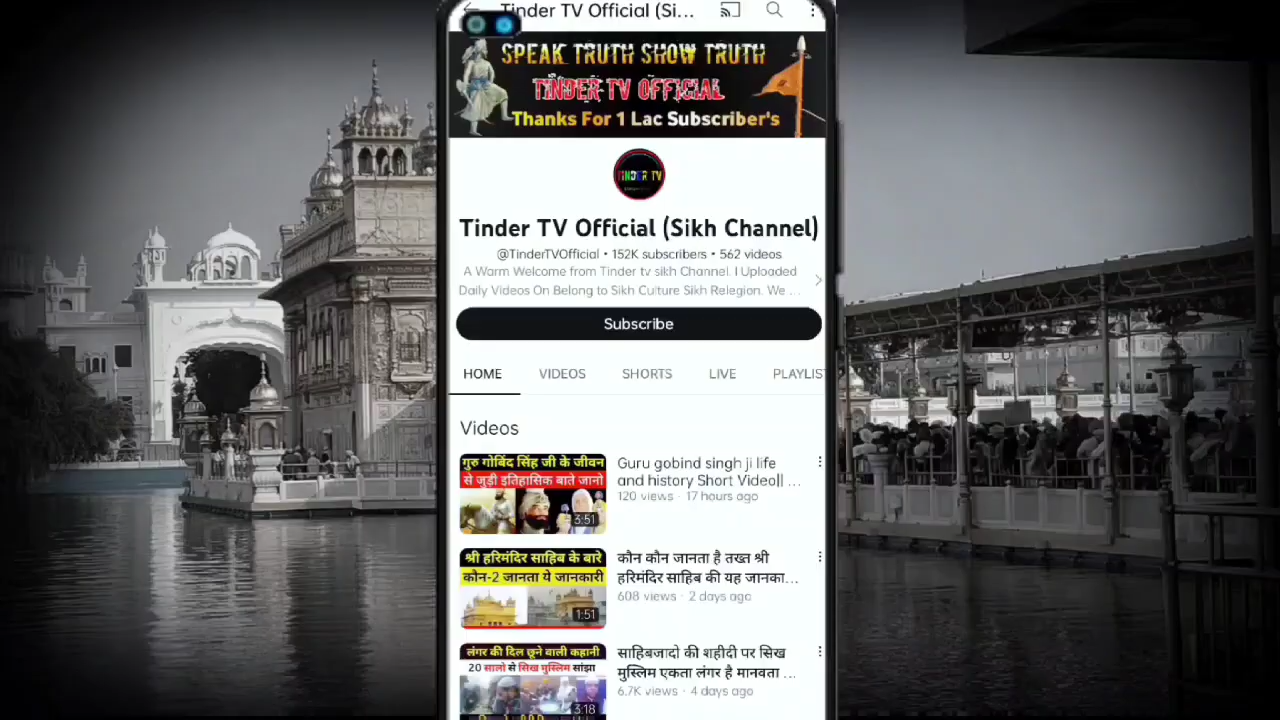 Tinder TV Official (Si...
SPEAK TRUTH SHOW TRUTH
TINDER TV OFFICIAL
Thanks For 1 Lac Subscriber's
TINDER TV
Tinder TV Official (Sikh Channel)
@TinderTVOfficial • 152K subscribers • 562 videos
A Warm Welcome from Tinder tv sikh Channel. I Uploaded
Daily Videos On Belong to Sikh Culture Sikh Relegion. We ...
Subscribe
HOME VIDEOS SHORTS LIVE PLAYLIS
Videos
गुरु गोबिंद सिंह जी के जीवन
से जुड़ी इतिहासिक बाते जानो
3:51
Guru gobind singh ji life
and history Short Video|| ...
120 views · 17 hours ago
श्री हरिमंदिर साहिब के बारे
कौन-2 जानता ये जानकारी
1:51
कौन कौन जानता है तख्त श्री
हरिमंदिर साहिब की यह जानका...
608 views · 2 days ago
लंगर की दिल छूने वाली कहानी
20 सालो से सिख मुस्लिम सांझा
3:18
साहिबजादो की शहीदी पर सिख
मुस्लिम एकता लंगर है मानवता ...
6.7K views · 4 days ago